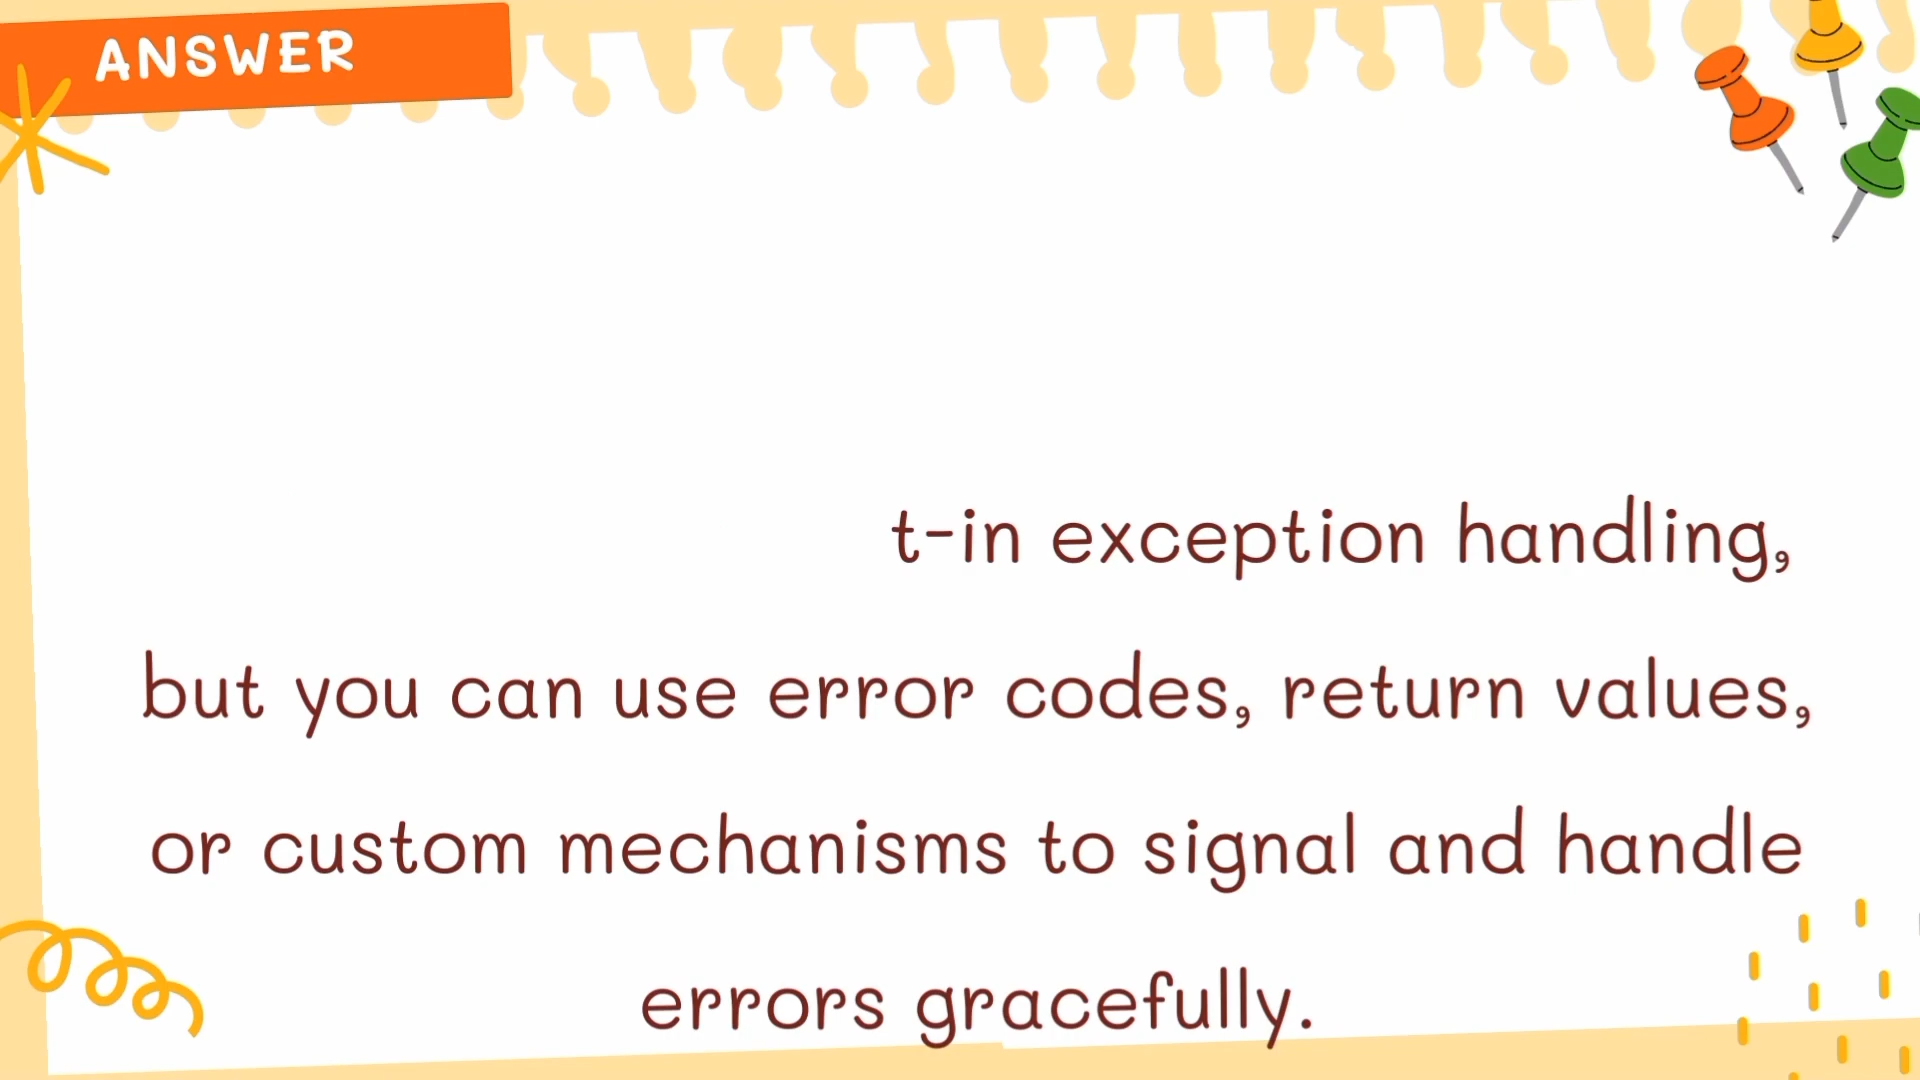 ANSWER
t-in exception handling,
but you can use error codes, return values,
or custom mechanisms to signal and handle
errors gracefully.